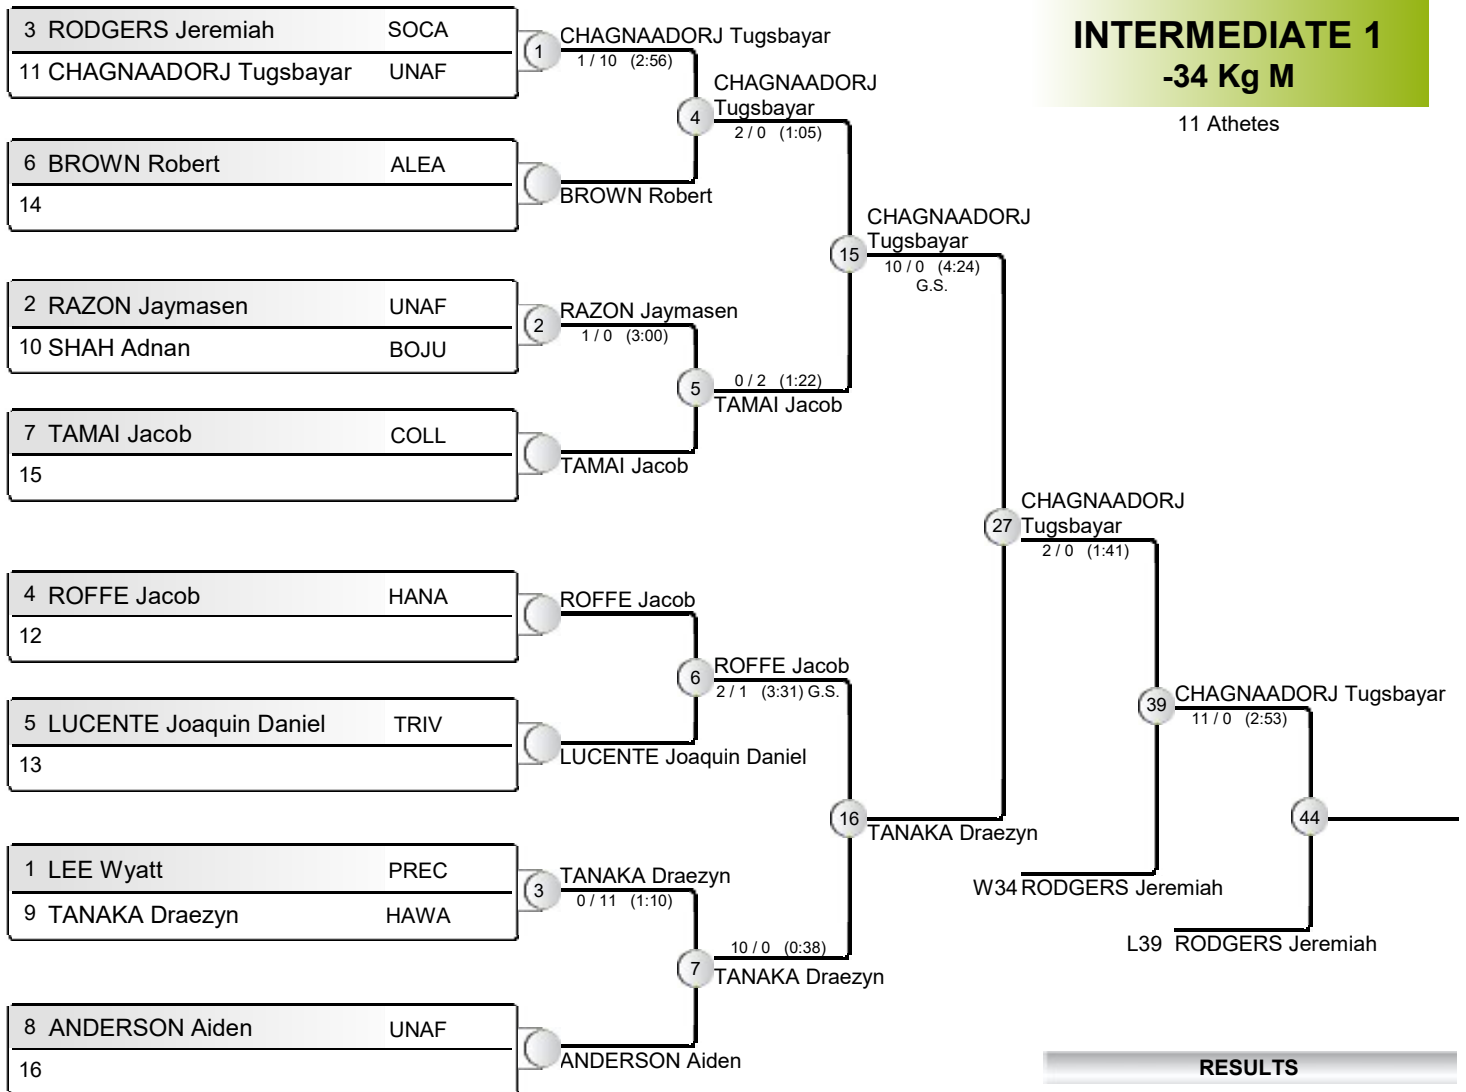 INTERMEDIATE 1
-34 Kg M
11 Athetes
3 RODGERS Jeremiah SOCA
11 CHAGNAADORJ Tugsbayar UNAF
6 BROWN Robert ALEA
14
2 RAZON Jaymasen UNAF
10 SHAH Adnan BOJU
7 TAMAI Jacob COLL
15
4 ROFFE Jacob HANA
12
5 LUCENTE Joaquin Daniel TRIV
13
1 LEE Wyatt PREC
9 TANAKA Draezyn HAWA
8 ANDERSON Aiden UNAF
16
1
CHAGNAADORJ Tugsbayar
1 / 10 (2:56)
BROWN Robert
2
RAZON Jaymasen
1 / 0 (3:00)
TAMAI Jacob
ROFFE Jacob
LUCENTE Joaquin Daniel
3
TANAKA Draezyn
0 / 11 (1:10)
ANDERSON Aiden
4
CHAGNAADORJ
Tugsbayar
2 / 0 (1:05)
5
0 / 2 (1:22)
TAMAI Jacob
6
ROFFE Jacob
2 / 1 (3:31) G.S.
7
10 / 0 (0:38)
TANAKA Draezyn
15
CHAGNAADORJ
Tugsbayar
10 / 0 (4:24)
G.S.
16
TANAKA Draezyn
27
CHAGNAADORJ
Tugsbayar
2 / 0 (1:41)
W34 RODGERS Jeremiah
39
CHAGNAADORJ Tugsbayar
11 / 0 (2:53)
L39 RODGERS Jeremiah
44
RESULTS